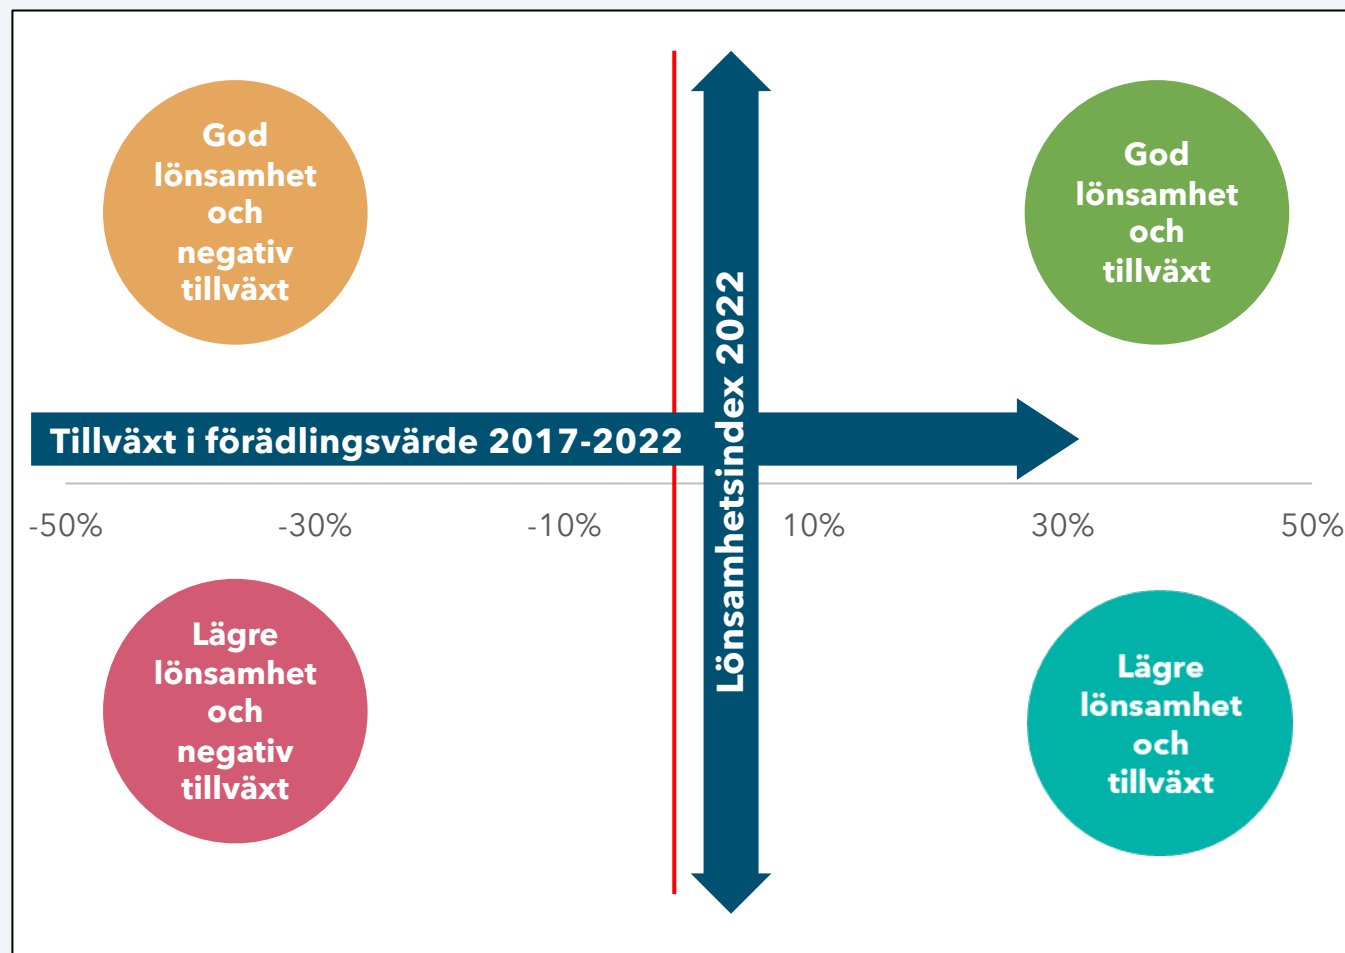 God
lönsamhet
och
negativ
tillväxt
God
lönsamhet
och
tillväxt
Lönsamhetsindex 2022
Tillväxt i förädlingsvärde 2017-2022
-50%
-30%
-10%
10%
30%
50%
Lägre
lönsamhet
och
negativ
tillväxt
Lägre
lönsamhet
och
tillväxt